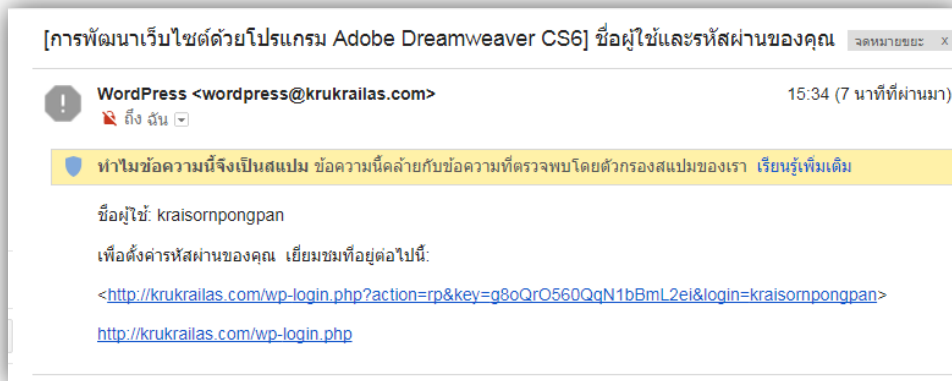 [การพัฒนาเว็บไซต์ด้วยโปรแกรม Adobe Dreamweaver CS6] ชื่อผู้ใช้และรหัสผ่านของคุณ จดหมายขยะ x
WordPress <wordpress@krukrailas.com> 15:34 (7 นาทีที่ผ่านมา)
ถึง ฉัน
ทำไมข้อความนี้จึงเป็นสแปม ข้อความนี้คล้ายกับข้อความที่ตรวจพบโดยตัวกรองสแปมของเรา เรียนรู้เพิ่มเติม
ชื่อผู้ใช้: kraisornpongpan
เพื่อตั้งค่ารหัสผ่านของคุณ เยี่ยมชมที่อยู่ต่อไปนี้:
<http://krukrailas.com/wp-login.php?action=rp&key=g8oQrO560QqN1bBmL2ei&login=kraisornpongpan>
http://krukrailas.com/wp-login.php